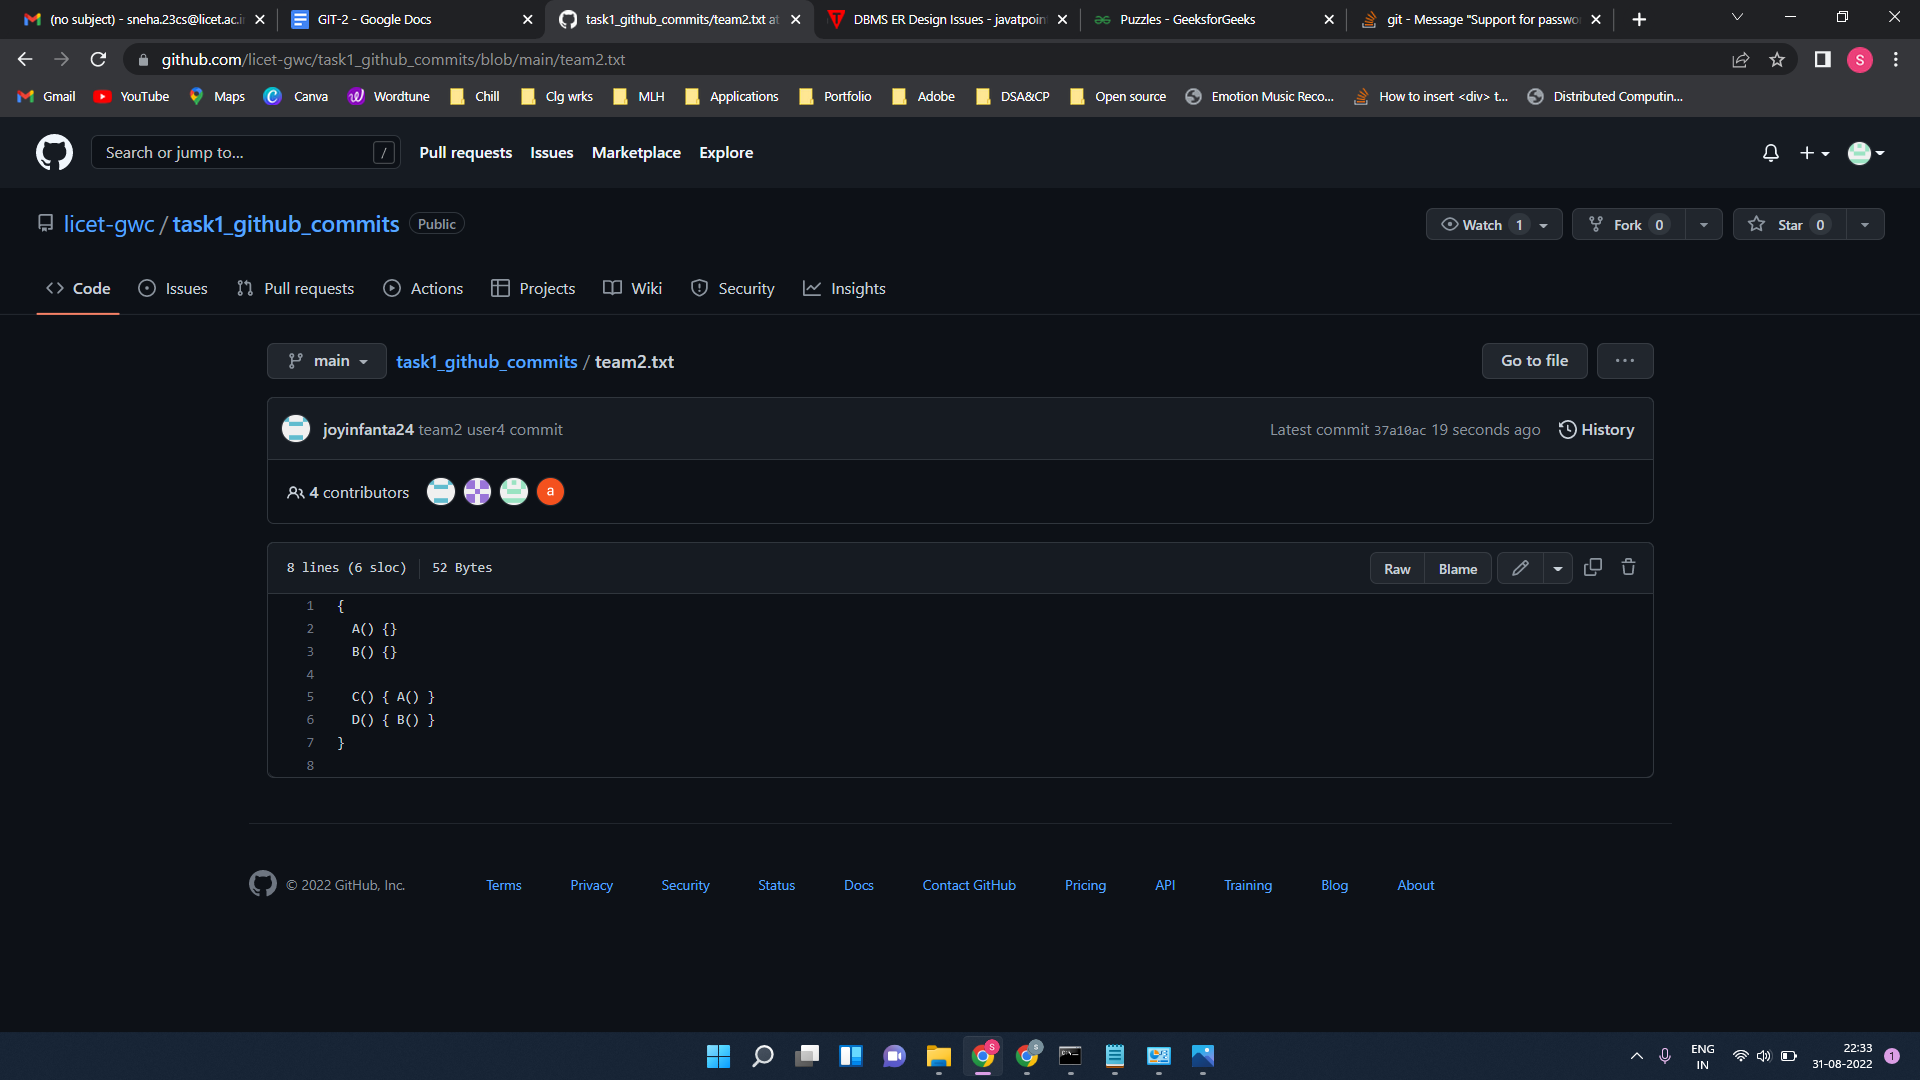 (no subject) - sneha.23cs@licet.ac.i
GIT-2 - Google Docs
task1_github_commits/team2.txt at
DBMS ER Design Issues - javatpoin
Puzzles - GeeksforGeeks
git - Message "Support for passwo
github.com/licet-gwc/task1_github_commits/blob/main/team2.txt
S
Gmail YouTube Maps Canva Wordtune Chill Clg wrks MLH Applications Portfolio Adobe DSA&CP Open source Emotion Music Reco... How to insert <div> t... Distributed Computin...
Search or jump to... /
Pull requests Issues Marketplace Explore
licet-gwc / task1_github_commits Public
Watch 1 Fork 0 Star 0
Code Issues Pull requests Actions Projects Wiki Security Insights
main task1_github_commits / team2.txt
Go to file ...
joyinfanta24 team2 user4 commit
Latest commit 37a10ac 19 seconds ago History
4 contributors a
8 lines (6 sloc) 52 Bytes
Raw Blame
1 {
2 A() {}
3 B() {}
4
5 C() { A() }
6 D() { B() }
7 }
8
© 2022 GitHub, Inc. Terms Privacy Security Status Docs Contact GitHub Pricing API Training Blog About
S S
ENG
IN
22:33
31-08-2022
1